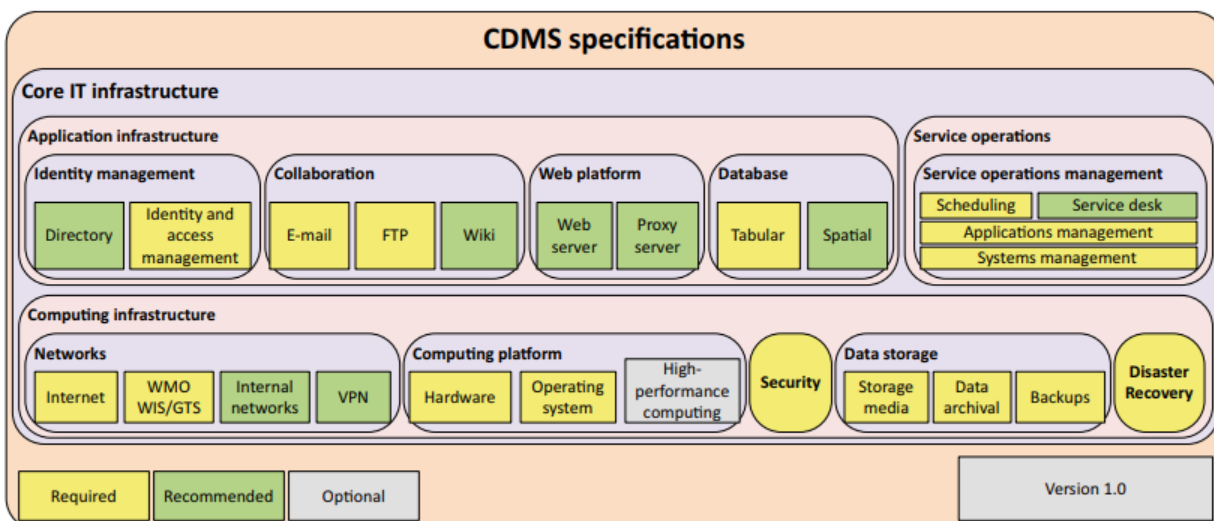 CDMS specifications
Core IT infrastructure
Application infrastructure
Identity management
Directory
Identity and
access
management
Collaboration
E-mail
FTP
Wiki
Web platform
Web
server
Proxy
server
Database
Tabular
Spatial
Service operations
Service operations management
Scheduling
Service desk
Applications management
Systems management
Computing infrastructure
Networks
Internet
WMO
WIS/GTS
Internal
networks
VPN
Computing platform
Hardware
Operating
system
High-
performance
computing
Security
Data storage
Storage
media
Data
archival
Backups
Disaster
Recovery
Required
Recommended
Optional
Version 1.0